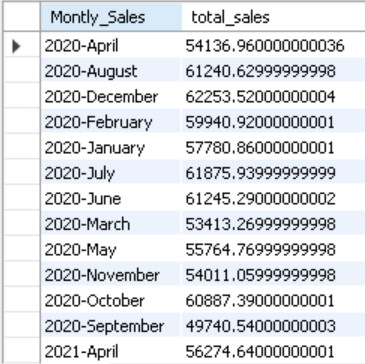 Montly_Sales total_sales
2020-April 54136.960000000036
2020-August 61240.62999999998
2020-December 62253.52000000004
2020-February 59940.92000000001
2020-January 57780.86000000001
2020-July 61875.93999999999
2020-June 61245.29000000002
2020-March 53413.26999999998
2020-May 55764.76999999998
2020-November 54011.05999999998
2020-October 60887.39000000001
2020-September 49740.54000000003
2021-April 56274.64000000001